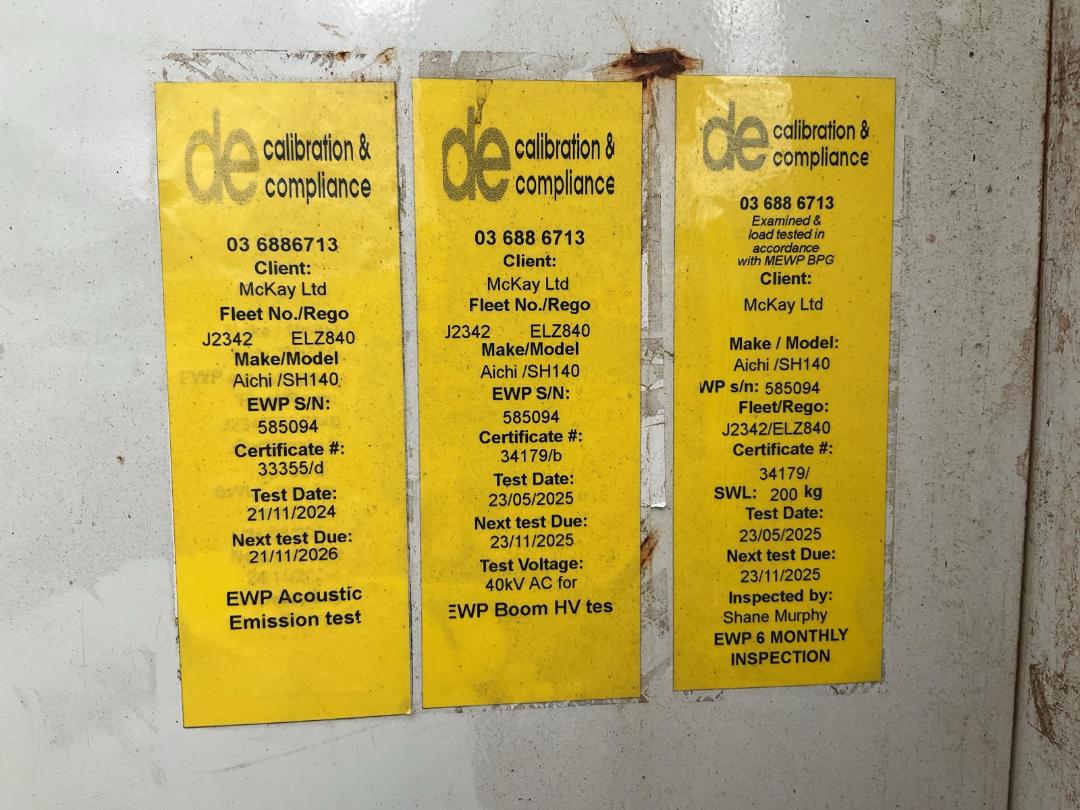 de calibration &
compliance
03 6886713
Client:
McKay Ltd
Fleet No./Rego
J2342 ELZ840
Make/Model
Aichi /SH140
EWP S/N:
585094
Certificate #:
33355/d
Test Date:
21/11/2024
Next test Due:
21/11/2026
EWP Acoustic
Emission test
de calibration &
compliance
03 688 6713
Client:
McKay Ltd
Fleet No./Rego
J2342 ELZ840
Make/Model
Aichi /SH140
EWP S/N:
585094
Certificate #:
34179/b
Test Date:
23/05/2025
Next test Due:
23/11/2025
Test Voltage:
40kV AC for
EWP Boom HV tes
de calibration &
compliance
03 688 6713
Examined &
load tested in
accordance
with MEWP BPG
Client:
McKay Ltd
Make / Model:
Aichi /SH140
WP s/n: 585094
Fleet/Rego:
J2342/ELZ840
Certificate #:
34179/
SWL: 200 kg
Test Date:
23/05/2025
Next test Due:
23/11/2025
Inspected by:
Shane Murphy
EWP 6 MONTHLY
INSPECTION